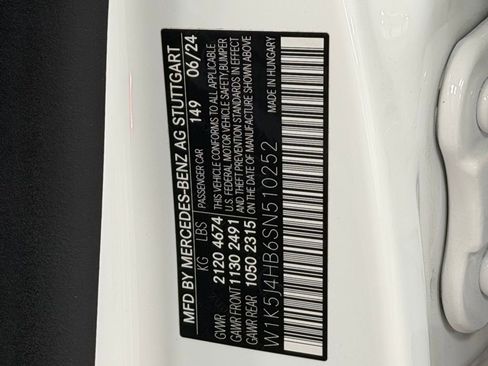 MFD BY MERCEDES-BENZ AG STUTTGART
KG LBS PASSENGER CAR 149 06/24
GVWR 2120 4674 THIS VEHICLE CONFORMS TO ALL APPLICABLE
GAWR FRONT 1130 2491 U.S. FEDERAL MOTOR VEHICLE SAFETY, BUMPER
GAWR REAR 1050 2315 AND THEFT PREVENTION STANDARDS IN EFFECT
ON THE DATE OF MANUFACTURE SHOWN ABOVE
W1K5J4HB6SN510252 MADE IN HUNGARY